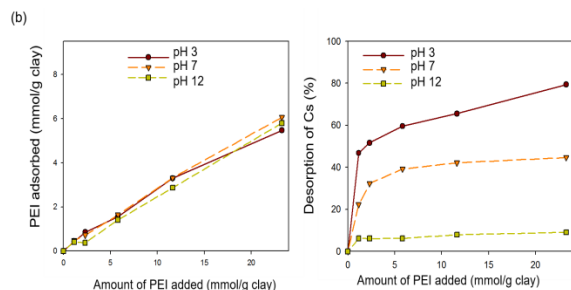 (b)
PEI adsorbed (mmol/g clay)
8
6
4
2
0
pH 3
pH 7
pH 12
0
5
10
15
20
Amount of PEI added (mmol/g clay)
Desorption of Cs (%)
100
80
60
40
20
0
pH 3
pH 7
pH 12
0
5
10
15
20
Amount of PEI added (mmol/g clay)